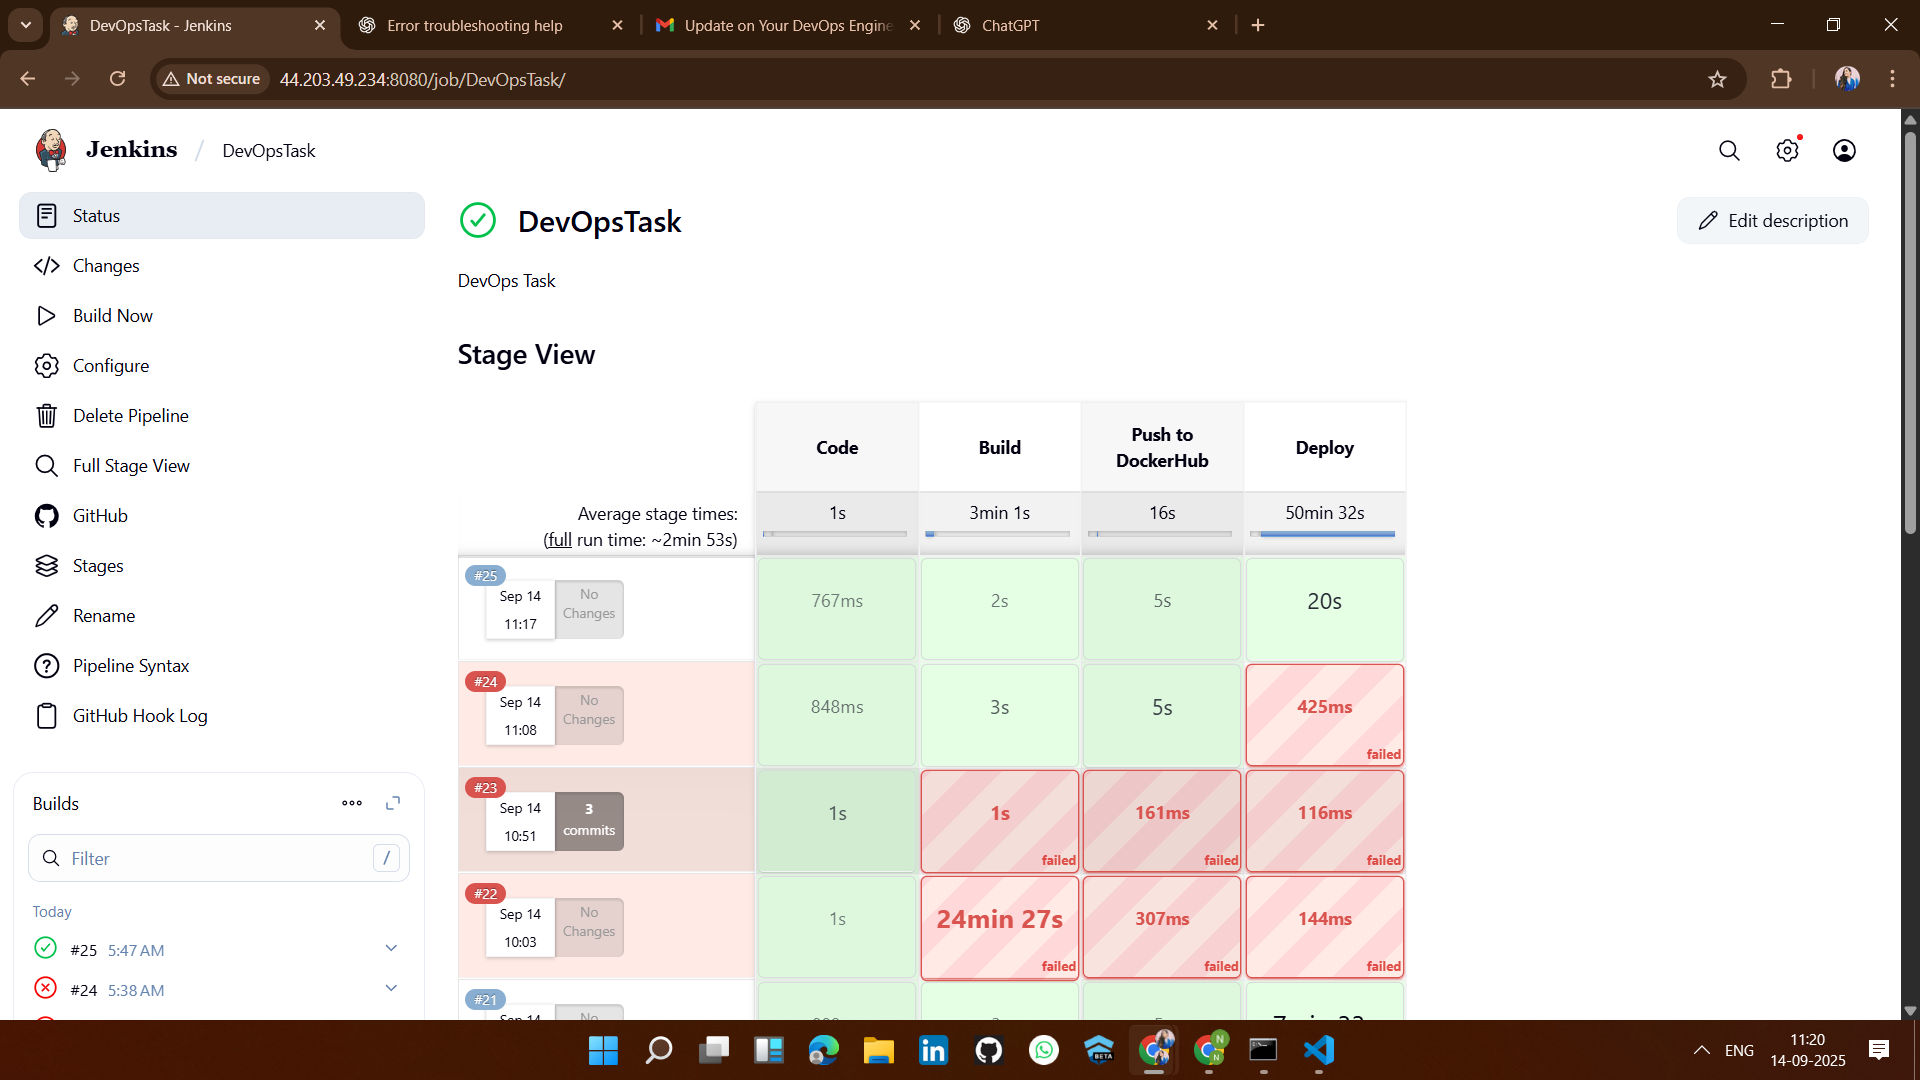 DevOpsTask - Jenkins
Error troubleshooting help
Update on Your DevOps Engine
ChatGPT
Not secure
44.203.49.234:8080/job/DevOpsTask/
Jenkins / DevOpsTask
Status
Changes
Build Now
Configure
Delete Pipeline
Full Stage View
GitHub
Stages
Rename
Pipeline Syntax
GitHub Hook Log
Builds
Filter
/
Today
#25 5:47 AM
#24 5:38 AM
DevOpsTask
Edit description
DevOps Task
Stage View
Code
Build
Push to
DockerHub
Deploy
Average stage times:
(full run time: ~2min 53s)
1s
3min 1s
16s
50min 32s
#25
Sep 14
11:17
No
Changes
767ms
2s
5s
20s
#24
Sep 14
11:08
No
Changes
848ms
3s
5s
425ms
failed
#23
Sep 14
10:51
3
commits
1s
1s
failed
161ms
failed
116ms
failed
#22
Sep 14
10:03
No
Changes
1s
24min 27s
failed
307ms
failed
144ms
failed
#21
Sep 14
No
BETA
N
N
ENG
11:20
14-09-2025